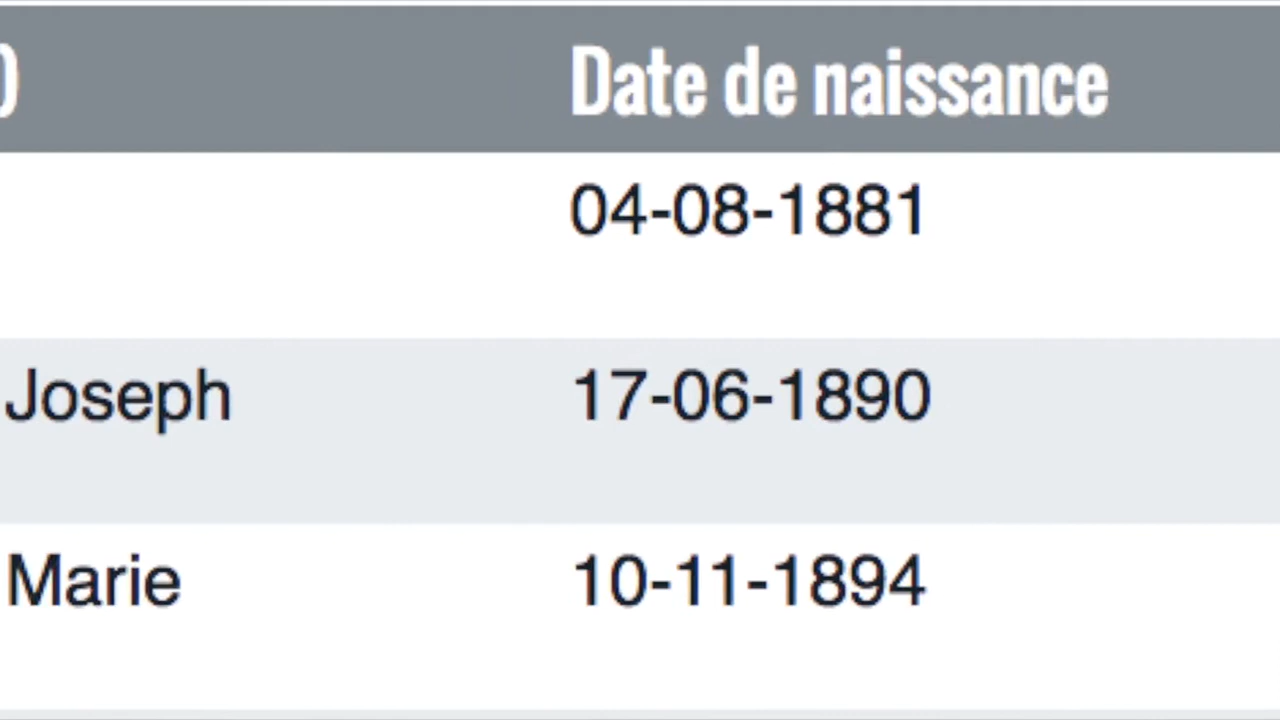 ) Date de naissance
04-08-1881
Joseph 17-06-1890
Marie 10-11-1894